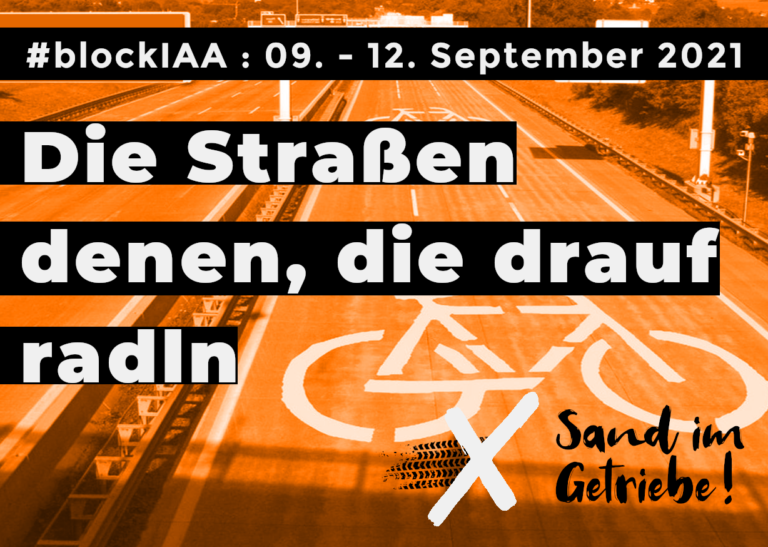 #blockIAA : 09. - 12. September 2021
Die Straßen
denen, die drauf
radln
Sand im
Getriebe!